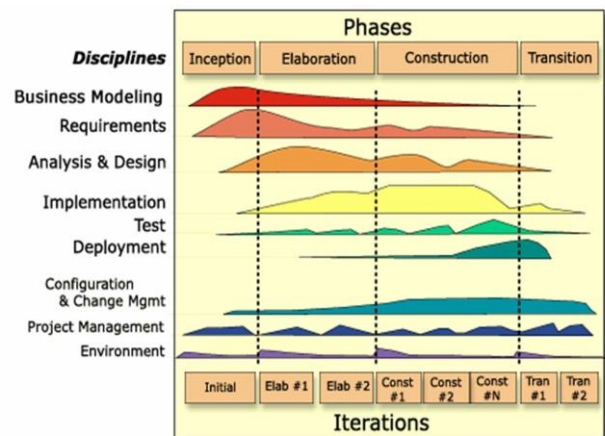 Phases
Disciplines
Inception
Elaboration
Construction
Transition
Business Modeling
Requirements
Analysis & Design
Implementation
Test
Deployment
Configuration
& Change Mgmt
Project Management
Environment
Initial
Elab #1
Elab #2
Const
#1
Const
#2
Const
#N
Tran
#1
Tran
#2
Iterations